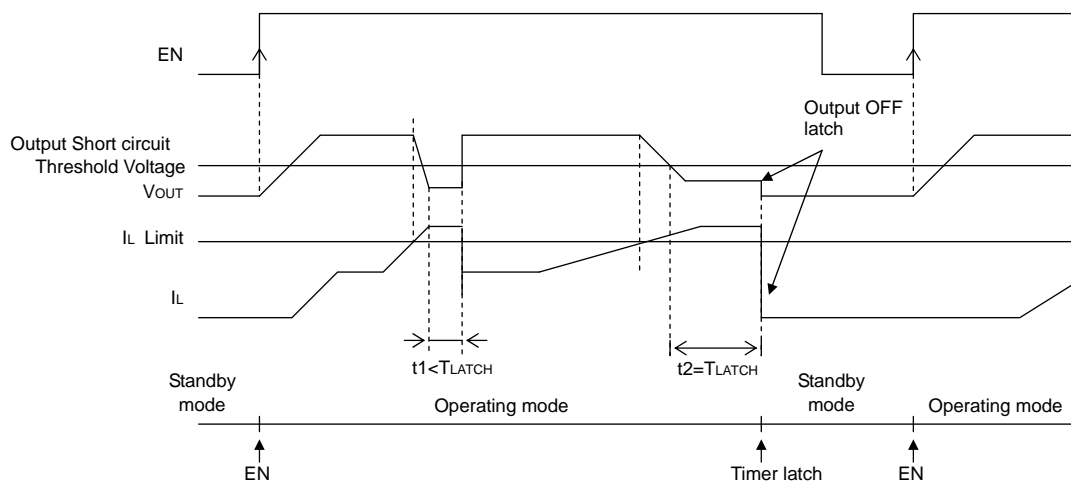 EN
Output OFF
latch
Output Short circuit
Threshold Voltage
VOUT
IL Limit
IL
t1<TLATCH
t2=TLATCH
Standby
mode
Operating mode
Standby
mode
Operating mode
EN
Timer latch
EN